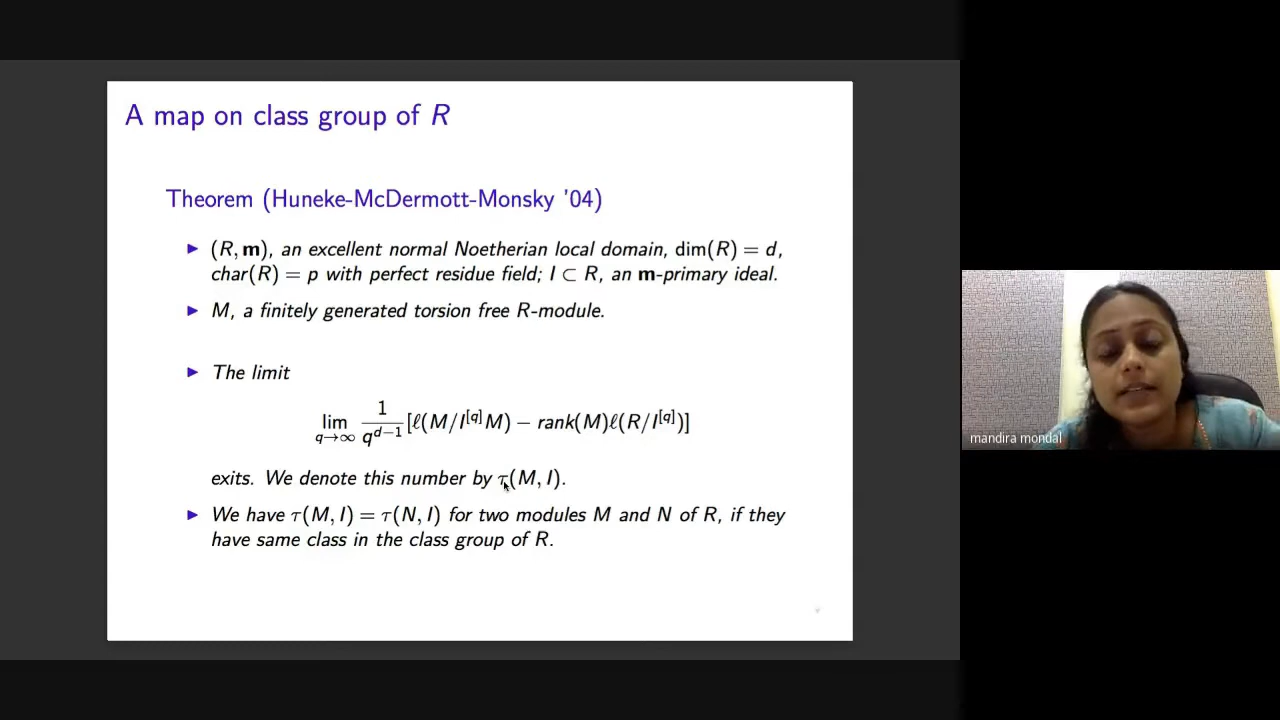 A map on class group of R
Theorem (Huneke-McDermott-Monsky '04)
▶ (R, m), an excellent normal Noetherian local domain, dim(R) = d,
char(R) = p with perfect residue field; I ⊂ R, an m-primary ideal.
▶ M, a finitely generated torsion free R-module.
▶ The limit
lim_{q→∞} 1/q^{d−1} [ℓ(M/I^{[q]}M) − rank(M)ℓ(R/I^{[q]})]
exits. We denote this number by τ(M, I).
▶ We have τ(M, I) = τ(N, I) for two modules M and N of R, if they
have same class in the class group of R.
mandira mondal